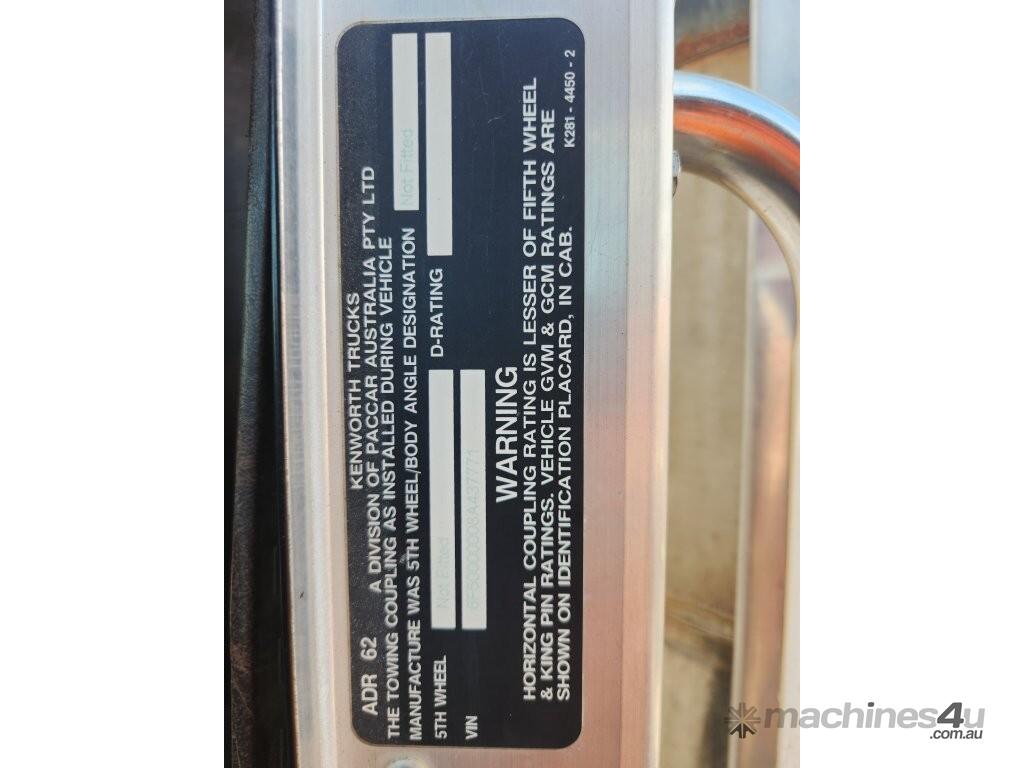 ADR 62 KENWORTH TRUCKS
A DIVISION OF PACCAR AUSTRALIA PTY LTD
THE TOWING COUPLING AS INSTALLED DURING VEHICLE
MANUFACTURE WAS 5TH WHEEL/BODY ANGLE DESIGNATION Not Fitted
5TH WHEEL Not Fitted D-RATING
VIN
WARNING
HORIZONTAL COUPLING RATING IS LESSER OF FIFTH WHEEL
& KING PIN RATINGS. VEHICLE GVM & GCM RATINGS ARE
SHOWN ON IDENTIFICATION PLACARD, IN CAB.
K281 - 4450 - 2
machines4u
.com.au